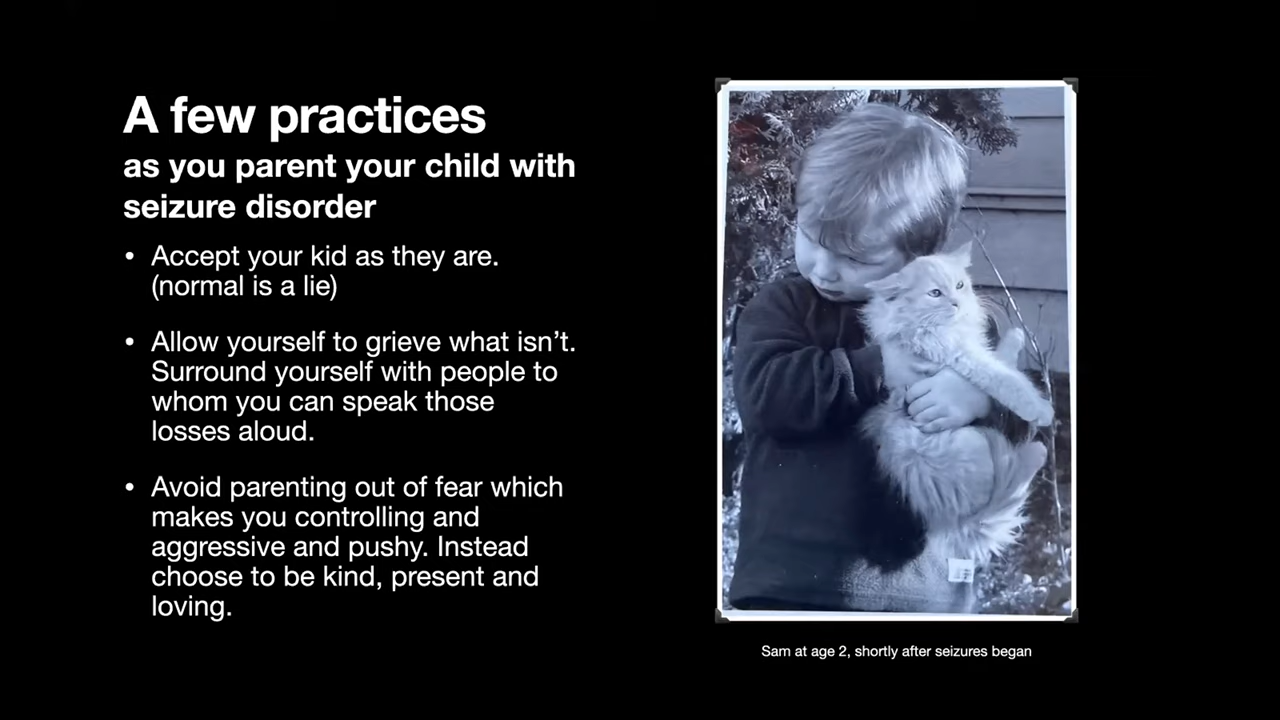 A few practices
as you parent your child with
seizure disorder
• Accept your kid as they are.
(normal is a lie)
• Allow yourself to grieve what isn’t.
Surround yourself with people to
whom you can speak those
losses aloud.
• Avoid parenting out of fear which
makes you controlling and
aggressive and pushy. Instead
choose to be kind, present and
loving.
Sam at age 2, shortly after seizures began